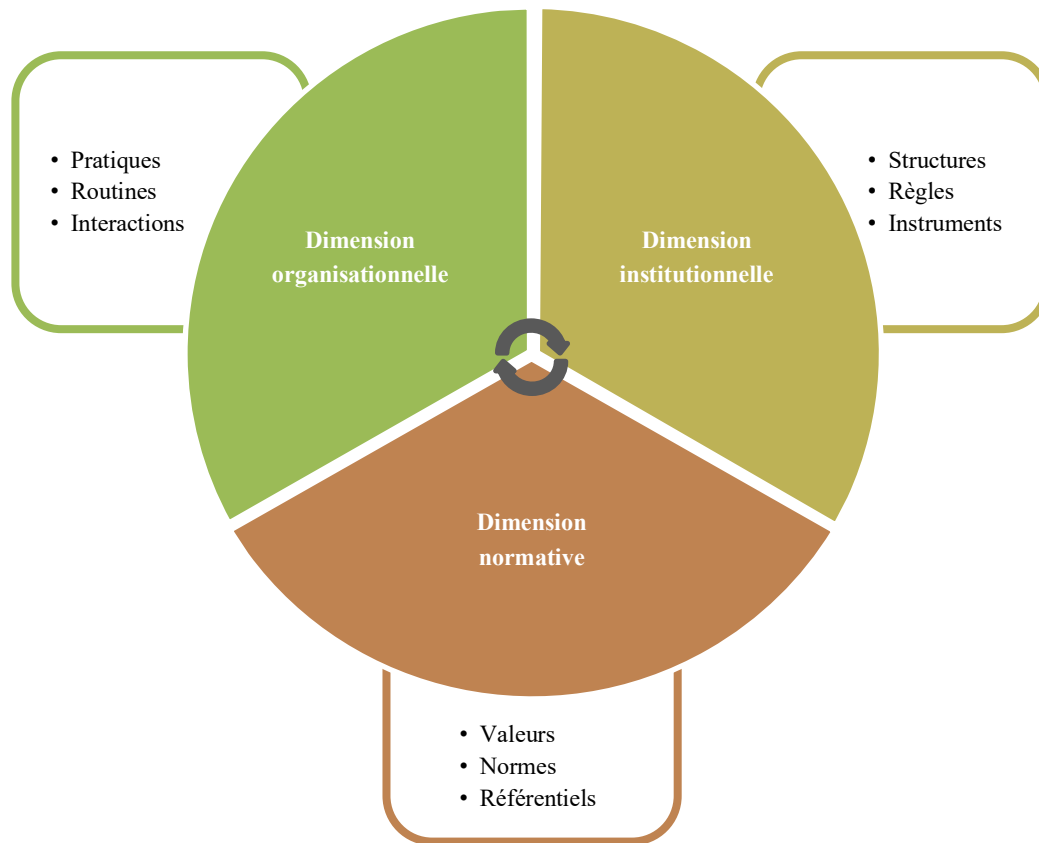 • Pratiques
• Routines
• Interactions
Dimension
organisationnelle
Dimension
institutionnelle
• Structures
• Règles
• Instruments
Dimension
normative
• Valeurs
• Normes
• Référentiels